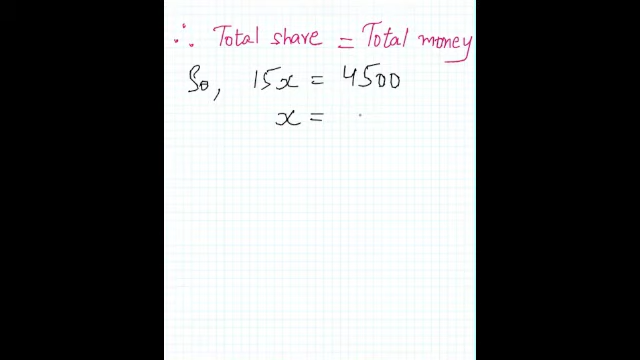 ∴ Total share = Total money
So, 15x = 4500
x =